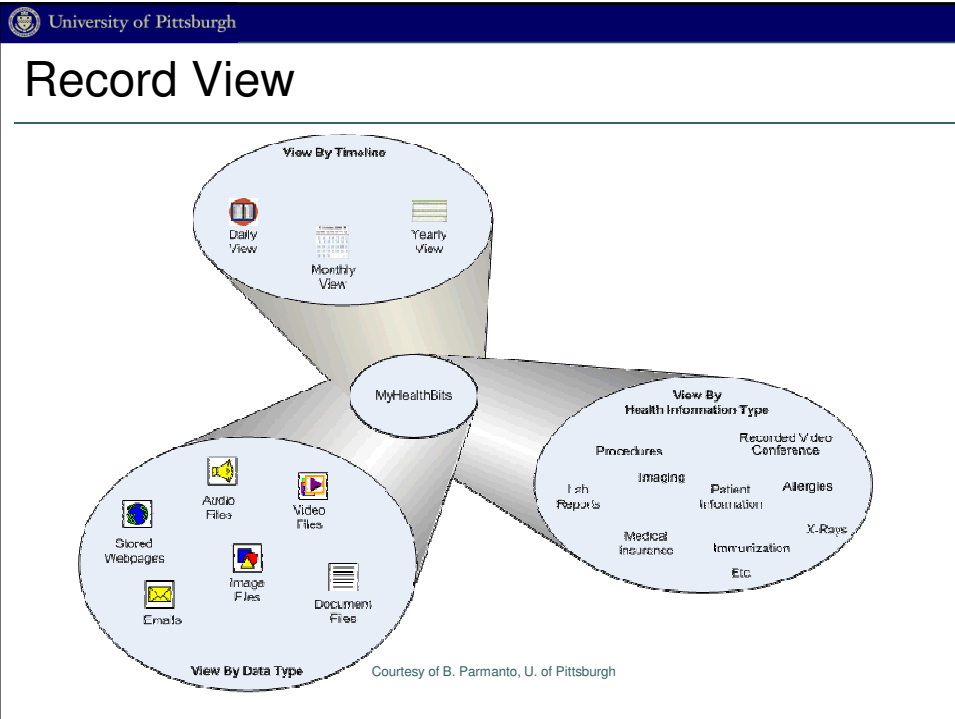 University of Pittsburgh
Record View
View By Timeline
Daily
View
Monthly
View
Yearly
View
MyHealthBits
View By
Health Information Type
Procedures
Recorded Video
Conference
Imaging
Lab
Reports
Patient
Information
Allergies
X-Rays
Medical
Insurance
Immunization
Etc
Audio
Files
Video
Files
Stored
Webpages
Image
Files
Emails
Document
Files
View By Data Type
Courtesy of B. Parmanto, U. of Pittsburgh